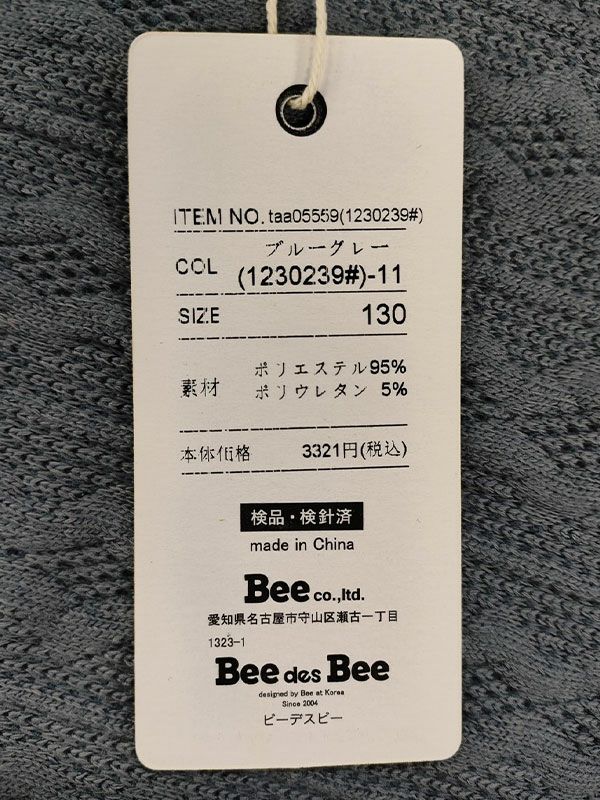 ITEM NO. taa05559(1230239#)
ブルーグレー
COL (1230239#)-11
SIZE 130
素材 ポリエステル95%
ポリウレタン 5%
本体価格 3321円(税込)
検品・検針済
made in China
Bee co.,ltd.
愛知県名古屋市守山区瀬古一丁目
1323-1
Bee des Bee
designed by Bee at Korea
Since 2004
ビーデスビー